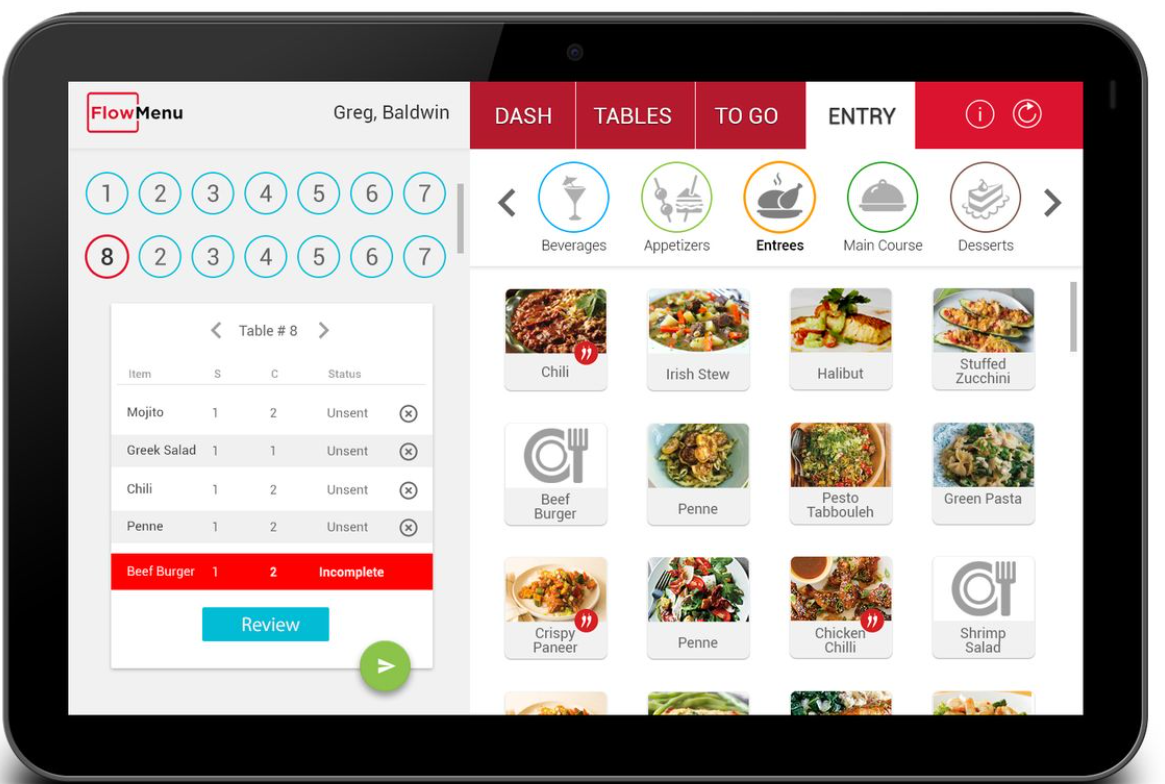 FlowMenu
Greg, Baldwin
DASH
TABLES
TO GO
ENTRY
i
1 2 3 4 5 6 7
8 2 3 4 5 6 7
Beverages
Appetizers
Entrees
Main Course
Desserts
Table # 8
Item S C Status
Mojito 1 2 Unsent
Greek Salad 1 1 Unsent
Chili 1 2 Unsent
Penne 1 2 Unsent
Beef Burger 1 2 Incomplete
Review
Chili
Irish Stew
Halibut
Stuffed
Zucchini
Beef
Burger
Penne
Pesto
Tabbouleh
Green Pasta
Crispy
Paneer
Penne
Chicken
Chilli
Shrimp
Salad